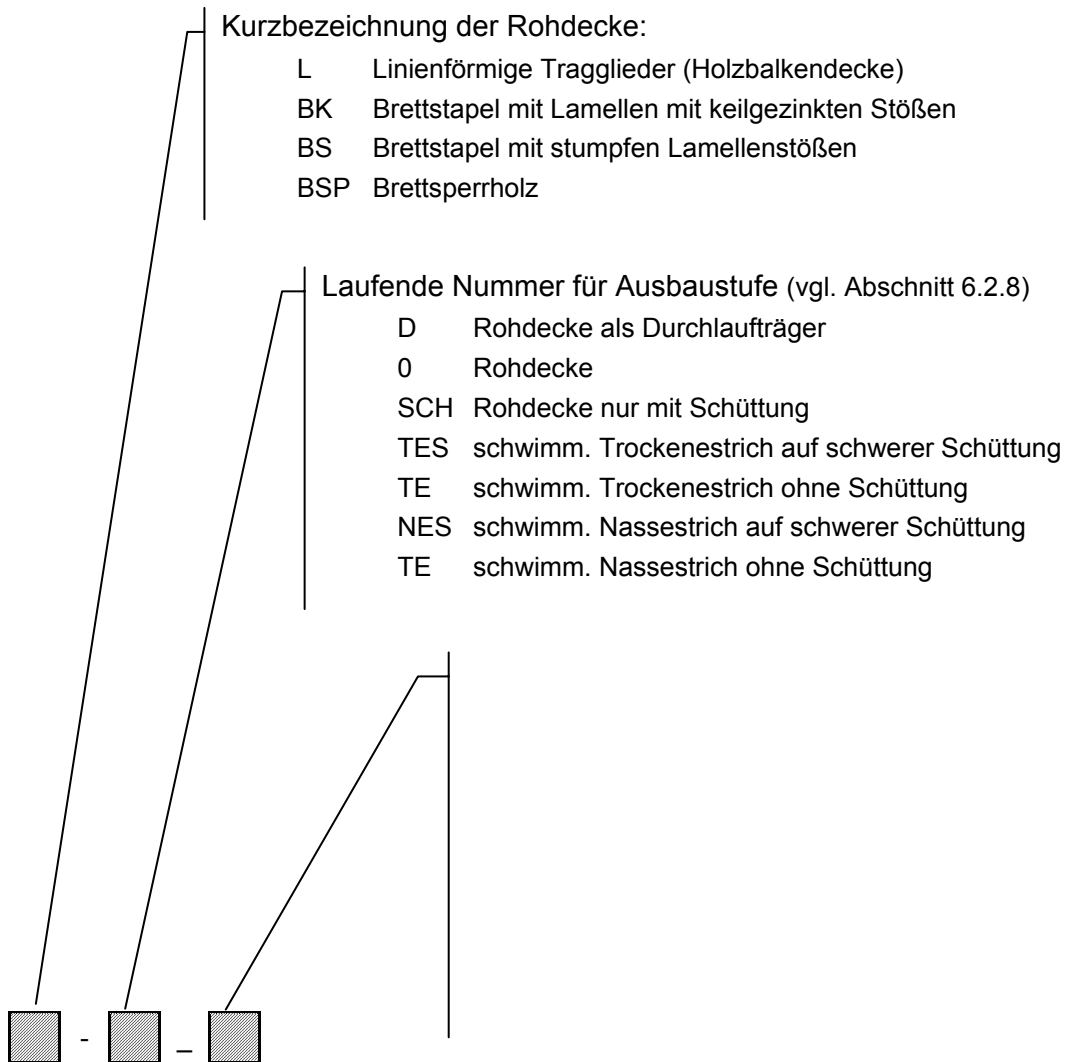 Kurzbezeichnung der Rohdecke:
L Linienförmige Tragglieder (Holzbalkendecke)
BK Brettstapel mit Lamellen mit keilgezinkten Stößen
BS Brettstapel mit stumpfen Lamellenstößen
BSP Brettsperrholz
Laufende Nummer für Ausbaustufe (vgl. Abschnitt 6.2.8)
D Rohdecke als Durchlaufträger
0 Rohdecke
SCH Rohdecke nur mit Schüttung
TES schwimm. Trockenestrich auf schwerer Schüttung
TE schwimm. Trockenestrich ohne Schüttung
NES schwimm. Nassestrich auf schwerer Schüttung
TE schwimm. Nassestrich ohne Schüttung
- _